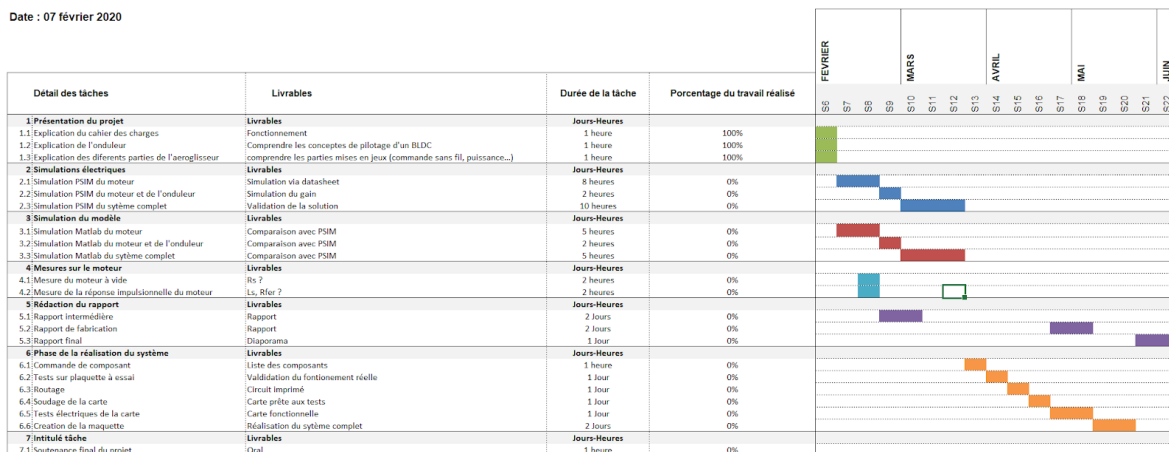 Date : 07 février 2020
FEVRIER MARS AVRIL MAI JUIN
Détail des tâches Livrables Durée de la tâche Porcentage du travail réalisé S6 S7 S8 S9 S10 S11 S12 S13 S14 S15 S16 S17 S18 S19 S20 S21 S22
1 Présentation du projet Livrables Jours-Heures
1.1 Explication du cahier des charges Fonctionnement 1 heure 100%
1.2 Explication de l'onduleur Comprendre les conceptes de pilotage d'un BLDC 1 heure 100%
1.3 Explication des diferents parties de l'aeroglisseur comprendre les parties mises en jeu (commande sans fil, puissance...) 1 heure 100%
2 Simulations électriques Livrables Jours-Heures
2.1 Simulation PSIM du moteur Simulation via datasheet 8 heures 0%
2.2 Simulation PSIM du moteur et de l'onduleur Simulation du gain 2 heures 0%
2.3 Simulation PSIM du sytème complet Validation de la solution 10 heures 0%
3 Simulation du modèle Livrables Jours-Heures
3.1 Simulation Matlab du moteur Comparaison avec PSIM 5 heures 0%
3.2 Simulation Matlab du moteur et de l'onduleur Comparaison avec PSIM 2 heures 0%
3.3 Simulation Matlab du sytème complet Comparaison avec PSIM 5 heures 0%
4 Mesures sur le moteur Livrables Jours-Heures
4.1 Mesure du moteur à vide Rs ? 2 heures 0%
4.2 Mesure de la réponse impulsionnelle du moteur Ls, Rfer ? 2 heures 0%
5 Rédaction du rapport Livrables Jours-Heures
5.1 Rapport intermédière Rapport 2 Jours 0%
5.2 Rapport de fabrication Rapport 2 Jours 0%
5.3 Rapport final Diaporama 1 Jour 0%
6 Phase de la réalisation du système Livrables Jours-Heures
6.1 Commande de composant Liste des composants 1 heure 0%
6.2 Tests sur plaquette à essai Valdidation du fontionement réelle 1 Jour 0%
6.3 Routage Circuit imprimé 1 Jour 0%
6.4 Soudage de la carte Carte prête aux tests 1 Jour 0%
6.5 Tests électriques de la carte Carte fonctionelle 1 Jour 0%
6.6 Creation de la maquette Réalisation du sytème complet 2 Jours 0%
7 Intitulé tâche Livrables Jours-Heures
7.1 Soutenance final du projet Oral 1 heure 0%